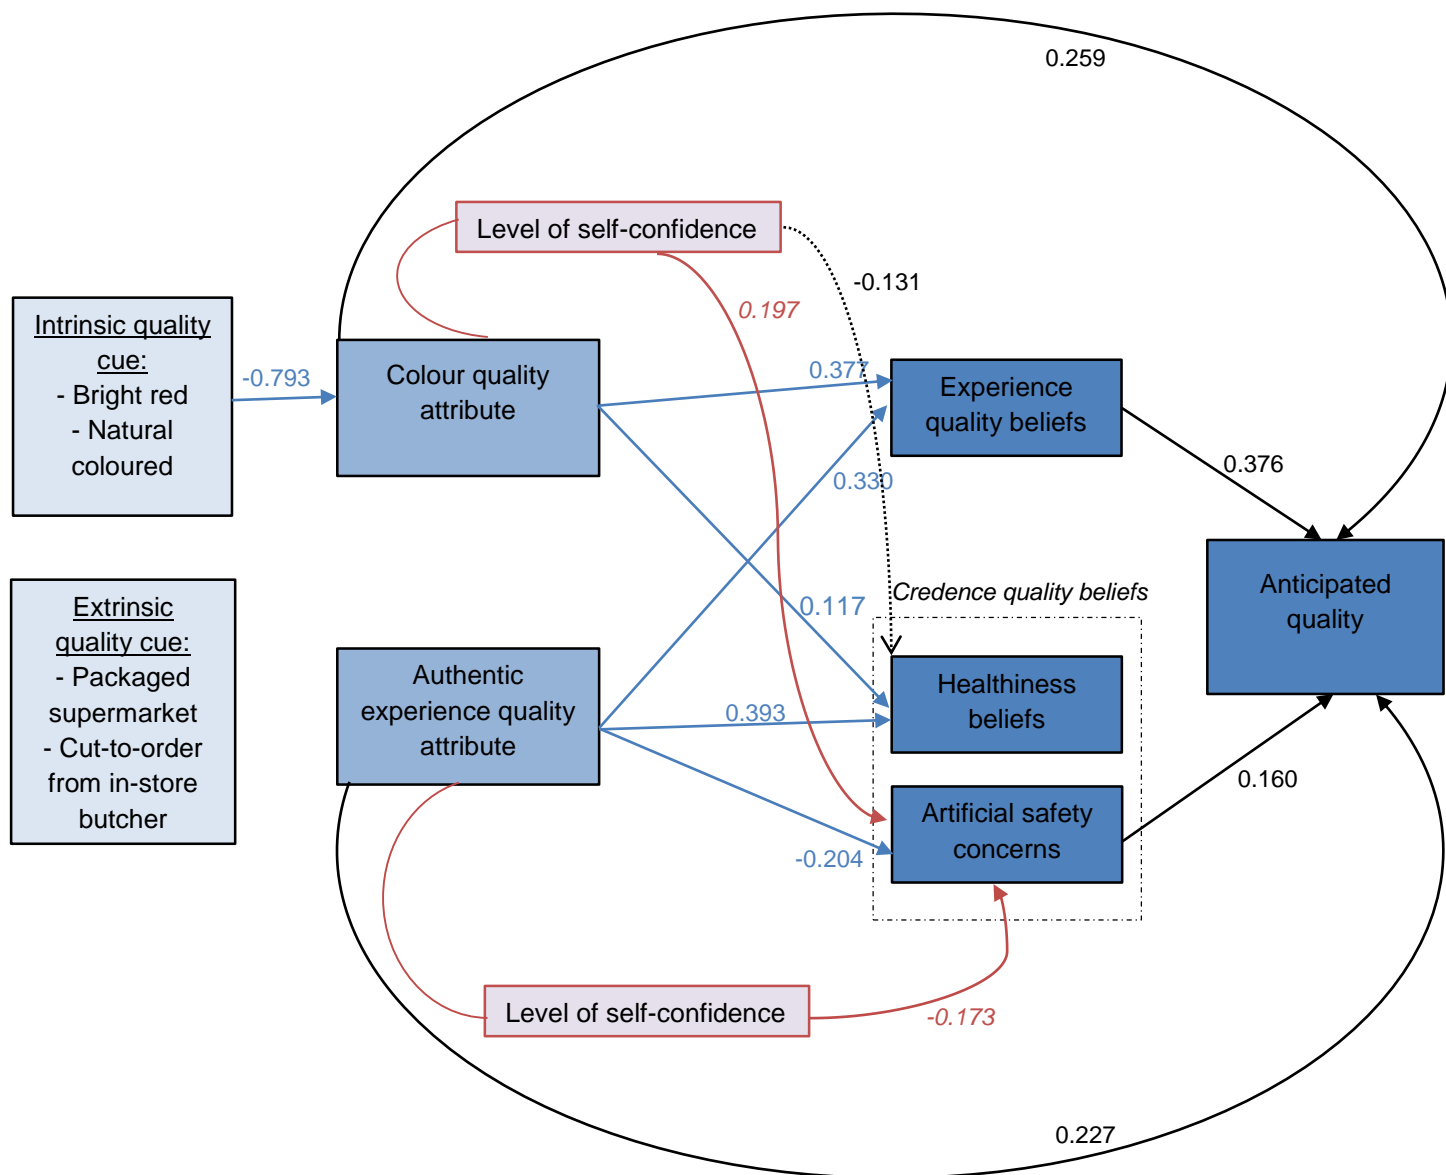 0.259
Level of self-confidence
-0.131
0.197
Intrinsic quality
cue:
- Bright red
- Natural
coloured
-0.793
Colour quality
attribute
0.377
Experience
quality beliefs
0.376
0.330
Extrinsic
quality cue:
- Packaged
supermarket
- Cut-to-order
from in-store
butcher
Authentic
experience quality
attribute
0.117
0.393
-0.204
Credence quality beliefs
Healthiness
beliefs
Artificial safety
concerns
Anticipated
quality
0.160
Level of self-confidence
-0.173
0.227